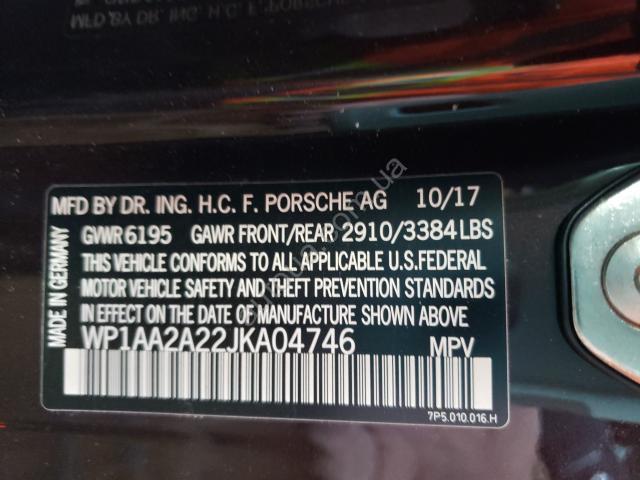 MFD BY DR. ING. H.C. F. PORSCHE AG 10/17
GVWR 6195 GAWR FRONT/REAR 2910/3384 LBS
THIS VEHICLE CONFORMS TO ALL APPLICABLE U.S.FEDERAL
MOTOR VEHICLE SAFETY AND THEFT PREVENTION STANDARDS
IN EFFECT ON THE DATE OF MANUFACTURE SHOWN ABOVE
WP1AA2A22JKA04746 MPV
7P5.010.016.H
MADE IN GERMANY